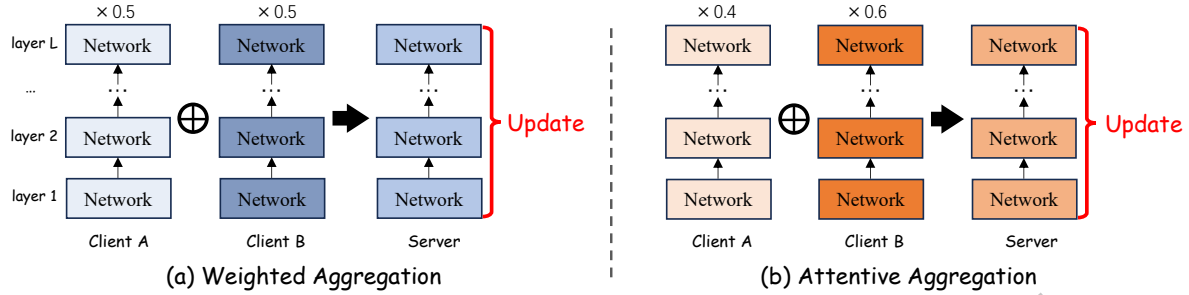 × 0.5 × 0.5
layer L Network Network Network
... ... ... ...
layer 2 Network Network Network
Update
layer 1 Network Network Network
Client A Client B Server
(a) Weighted Aggregation
× 0.4 × 0.6
Network Network Network
... ... ...
Network Network Network
Update
Network Network Network
Client A Client B Server
(b) Attentive Aggregation